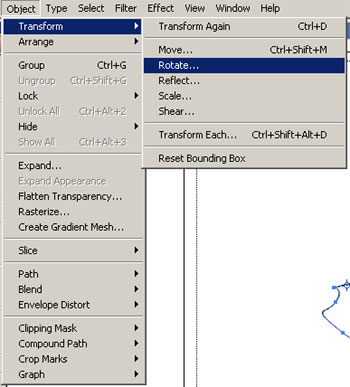 Object Type Select Filter Effect View Window Help
Transform
Arrange
Group Ctrl+G
Ungroup Ctrl+Shift+G
Lock
Unlock All Ctrl+Alt+2
Hide
Show All Ctrl+Alt+3
Expand...
Expand Appearance
Flatten Transparency...
Rasterize...
Create Gradient Mesh...
Slice
Path
Blend
Envelope Distort
Clipping Mask
Compound Path
Crop Marks
Graph
Transform Again Ctrl+D
Move... Ctrl+Shift+M
Rotate...
Reflect...
Scale...
Shear...
Transform Each... Ctrl+Shift+Alt+D
Reset Bounding Box